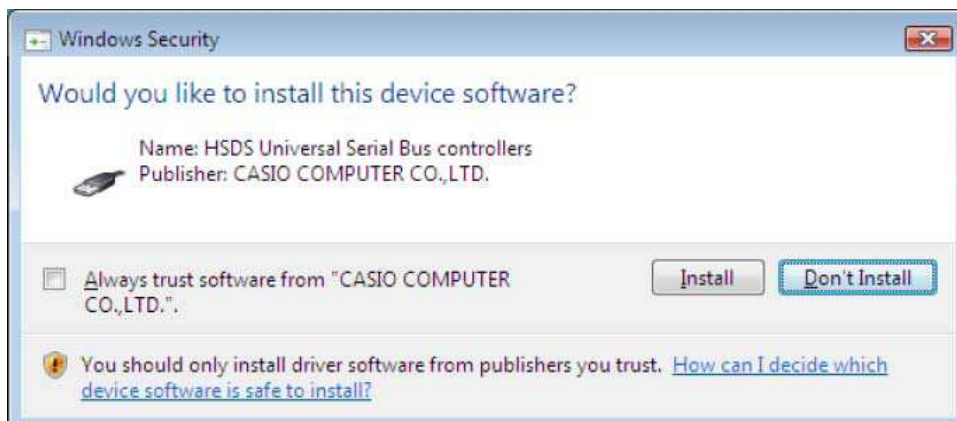 Windows Security
Would you like to install this device software?
Name: HSDS Universal Serial Bus controllers
Publisher: CASIO COMPUTER CO.,LTD.
Always trust software from "CASIO COMPUTER
CO.,LTD.".
Install
Don't Install
You should only install driver software from publishers you trust. How can I decide which
device software is safe to install?